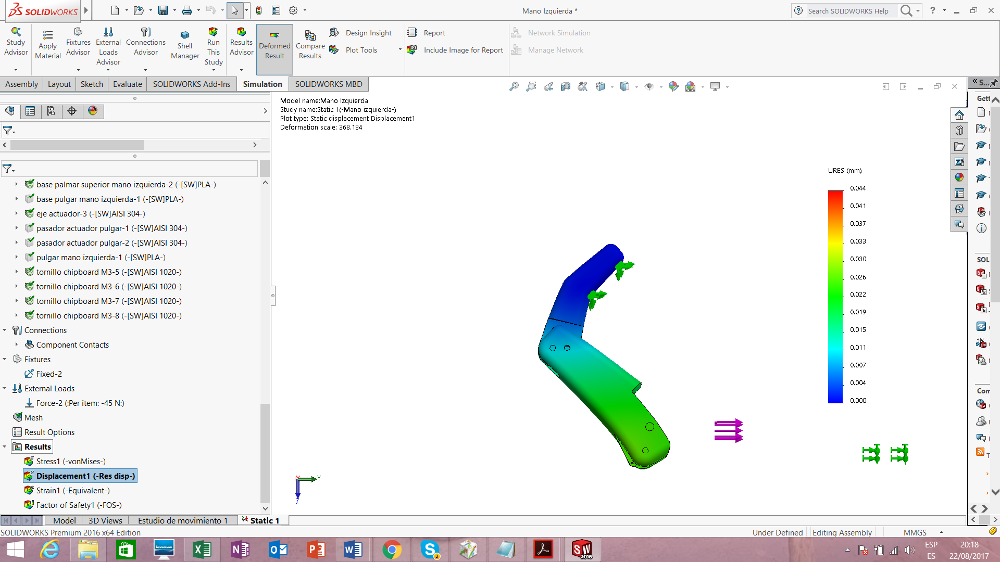 SOLIDWORKS
Mano Izquierda *
Search SOLIDWORKS Help
?
Study Advisor
Apply Material
Fixtures Advisor
External Loads Advisor
Connections Advisor
Shell Manager
Run This Study
Results Advisor
Deformed Result
Compare Results
Design Insight
Plot Tools
Report
Include Image for Report
Network Simulation
Manage Network
Assembly Layout Sketch Evaluate SOLIDWORKS Add-Ins Simulation SOLIDWORKS MBD
S...
Model name:Mano Izquierda
Study name:Static 1(-Mano izquierda-)
Plot type: Static displacement Displacement1
Deformation scale: 368.184
base palmar superior mano izquierda-2 (-[SW]PLA-)
base pulgar mano izquierda-1 (-[SW]PLA-)
eje actuador-3 (-[SW]AISI 304-)
pasador actuador pulgar-1 (-[SW]AISI 304-)
pasador actuador pulgar-2 (-[SW]AISI 304-)
pulgar mano izquierda-1 (-[SW]PLA-)
tornillo chipboard M3-5 (-[SW]AISI 1020-)
tornillo chipboard M3-6 (-[SW]AISI 1020-)
tornillo chipboard M3-7 (-[SW]AISI 1020-)
tornillo chipboard M3-8 (-[SW]AISI 1020-)
Connections
Component Contacts
Fixtures
Fixed-2
External Loads
Force-2 (:Per item: -45 N:)
Mesh
Result Options
Results
Stress1 (-vonMises-)
Displacement1 (-Res disp-)
Strain1 (-Equivalent-)
Factor of Safety1 (-FOS-)
URES (mm)
0.044
0.041
0.037
0.033
0.030
0.026
0.022
0.019
0.015
0.011
0.007
0.004
0.000
X
Y
Z
Gett
SOL
Com
Model 3D Views Estudio de movimiento 1 Static 1
SOLIDWORKS Premium 2016 x64 Edition
Under Defined Editing Assembly MMGS
ESP
ES
20:18
22/08/2017
lenovo
SW
2016
3